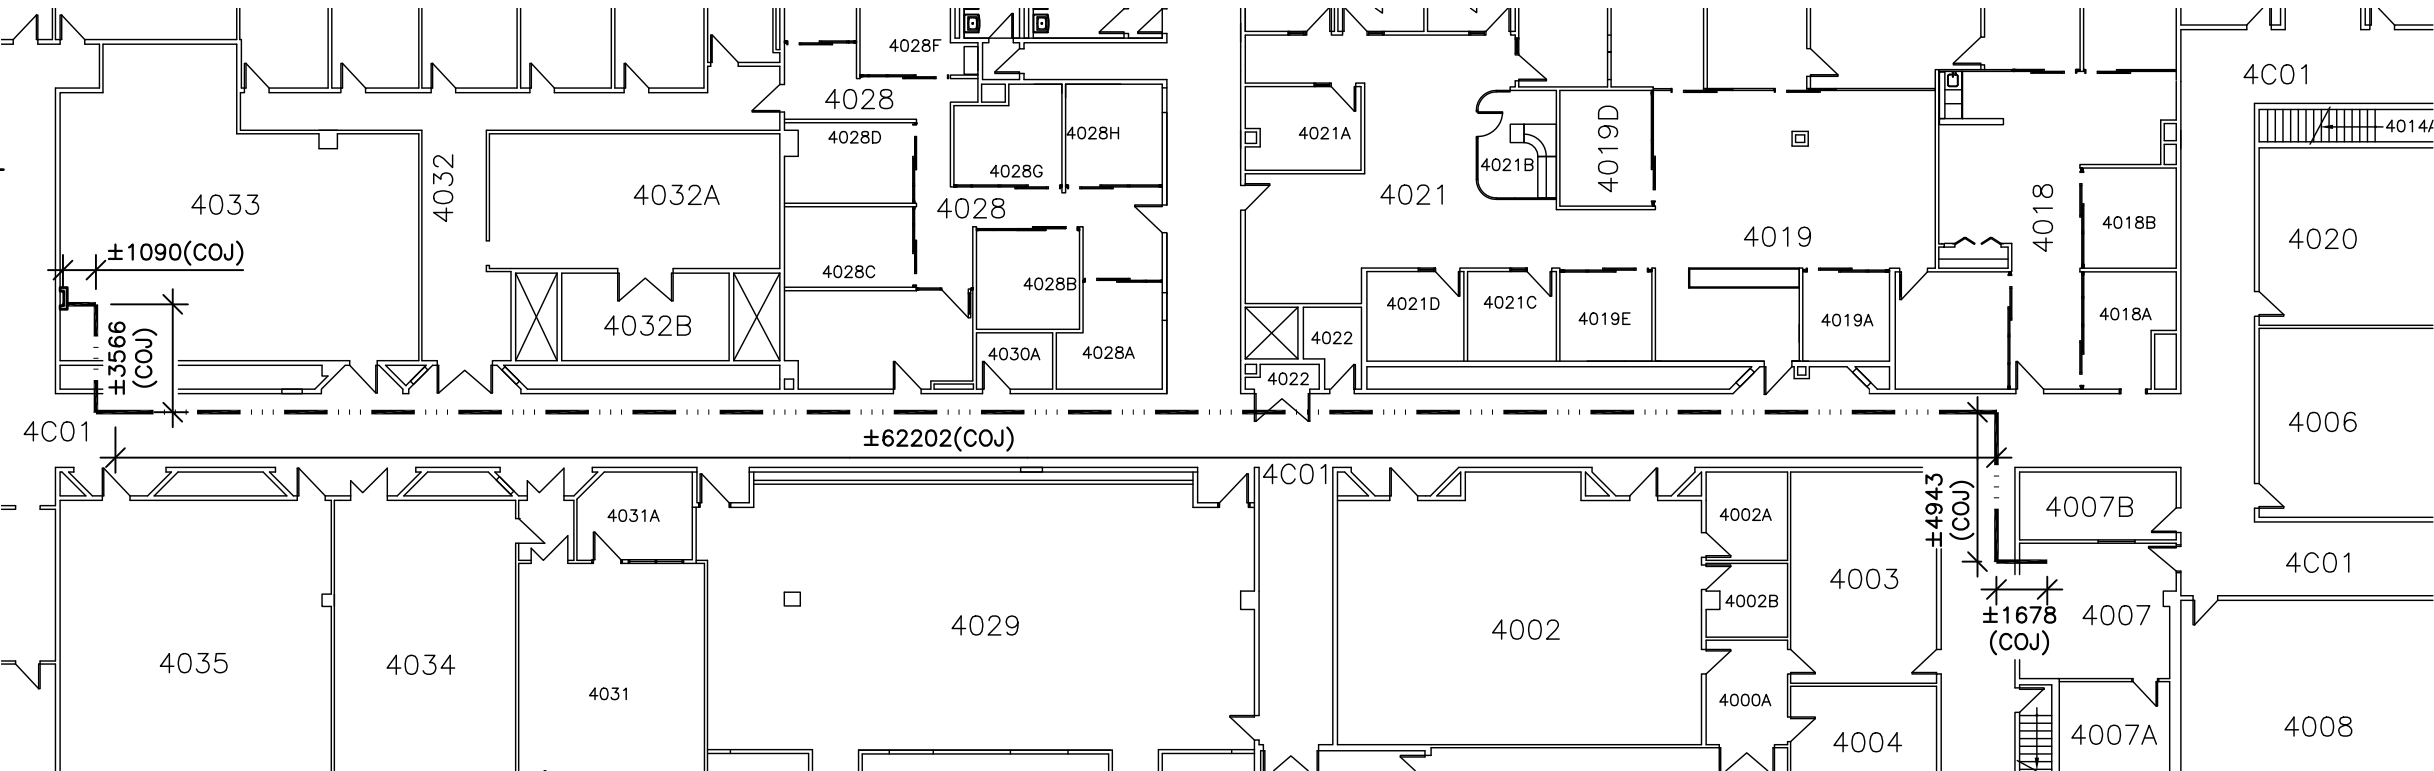 4028F
4C01
4028
4014A
4028D
4028H
4021A
4021B
4019D
4028G
4033
4032
4032A
4028
4021
4019
4018
4018B
4020
±1090(COJ)
4028C
4028B
4021D
4021C
4019E
4019A
4018A
4032B
4022
±3566
(COJ)
4030A
4028A
4022
4C01
±62202(COJ)
4006
4C01
4031A
4002A
±4943
(COJ)
4007B
4C01
4003
4002B
4007
±1678
(COJ)
4029
4002
4035
4034
4031
4000A
4004
4007A
4008